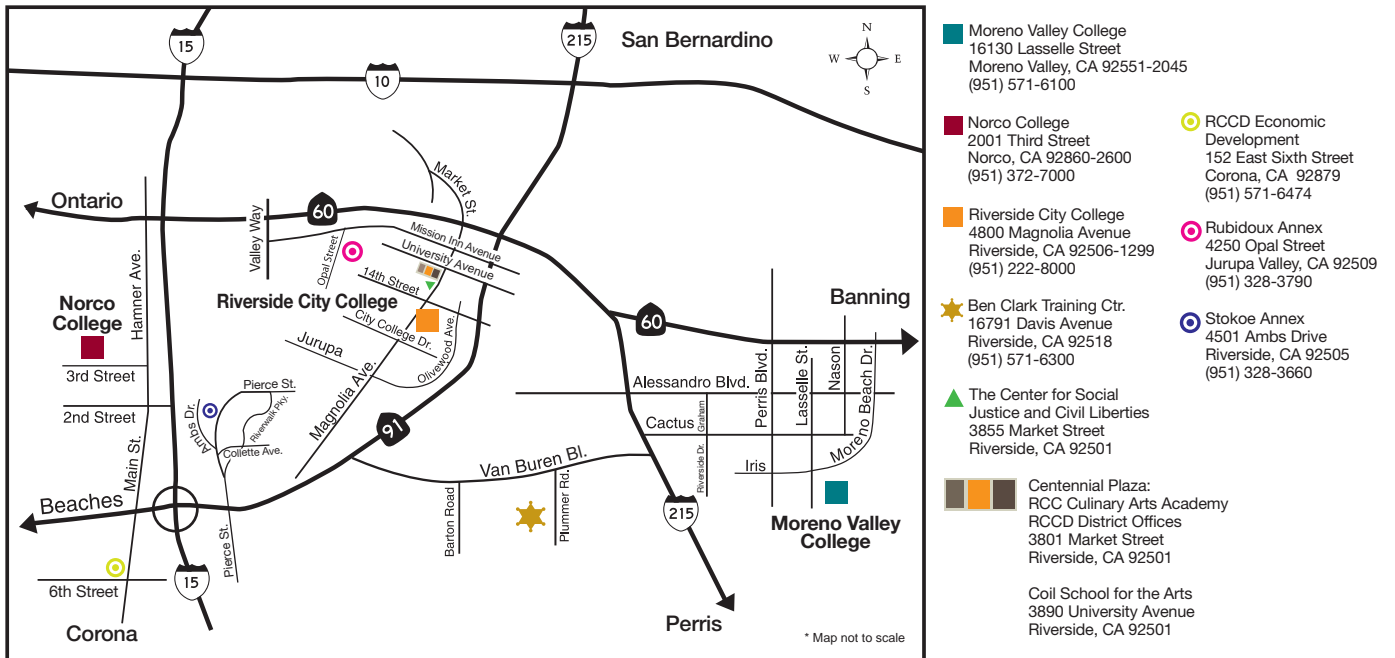 15
215
San Bernardino
N
W
E
S
10
Market St.
Ontario
60
Valley Way
Mission Inn Avenue
University Avenue
Opal Street
14th Street
Hamner Ave.
Riverside City College
Norco
College
City College Dr.
Olivewood Ave.
Jurupa
Banning
60
3rd Street
2nd Street
Pierce St.
Riverwalk Pky.
Ambs Dr.
Collette Ave.
Magnolia Ave.
91
Alessandro Blvd.
Perris Blvd.
Lasselle St.
Nason
Moreno Beach Dr.
Cactus
Graham
Riverside Dr.
Iris
Main St.
Beaches
Van Buren Bl.
Barton Road
Plummer Rd.
215
Moreno Valley
College
Pierce St.
15
6th Street
Corona
Perris
* Map not to scale
Moreno Valley College
16130 Lasselle Street
Moreno Valley, CA 92551-2045
(951) 571-6100
Norco College
2001 Third Street
Norco, CA 92860-2600
(951) 372-7000
Riverside City College
4800 Magnolia Avenue
Riverside, CA 92506-1299
(951) 222-8000
Ben Clark Training Ctr.
16791 Davis Avenue
Riverside, CA 92518
(951) 571-6300
The Center for Social
Justice and Civil Liberties
3855 Market Street
Riverside, CA 92501
Centennial Plaza:
RCC Culinary Arts Academy
RCCD District Offices
3801 Market Street
Riverside, CA 92501
Coil School for the Arts
3890 University Avenue
Riverside, CA 92501
RCCD Economic
Development
152 East Sixth Street
Corona, CA 92879
(951) 571-6474
Rubidoux Annex
4250 Opal Street
Jurupa Valley, CA 92509
(951) 328-3790
Stokoe Annex
4501 Ambs Drive
Riverside, CA 92505
(951) 328-3660